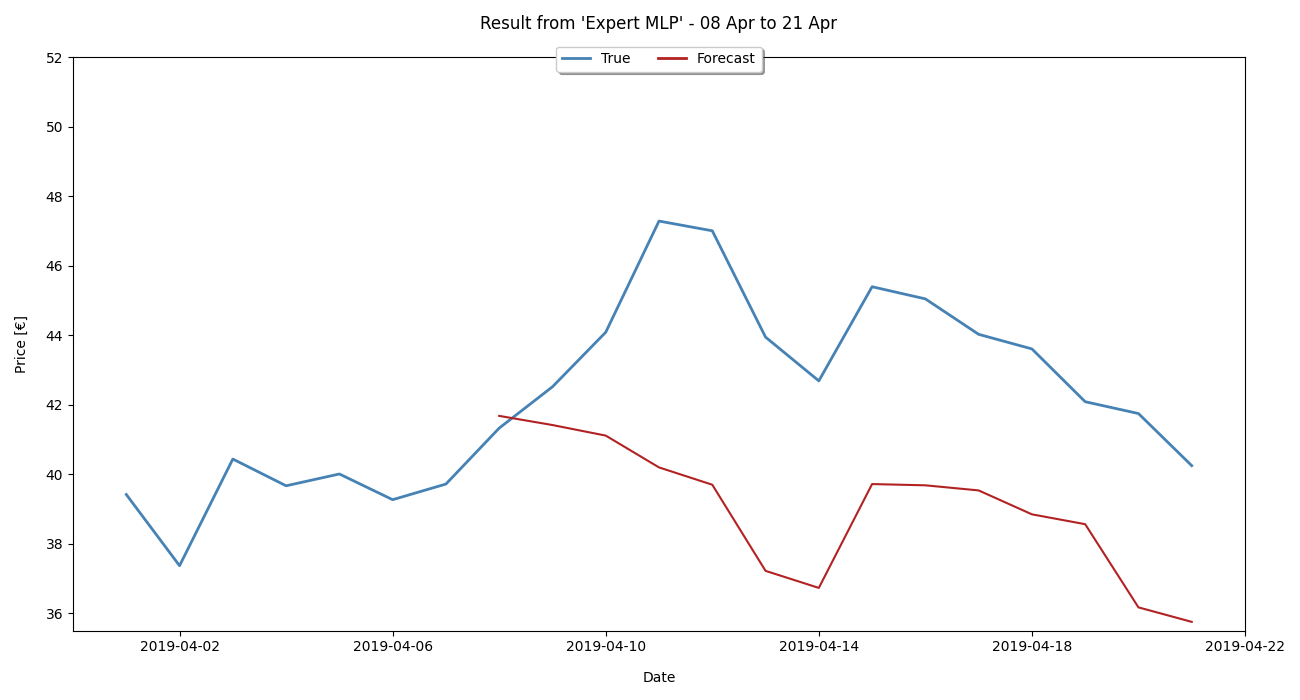 Result from 'Expert MLP' - 08 Apr to 21 Apr
True Forecast
52
50
48
46
44
42
40
38
36
Price [€]
2019-04-02 2019-04-06 2019-04-10 2019-04-14 2019-04-18 2019-04-22
Date